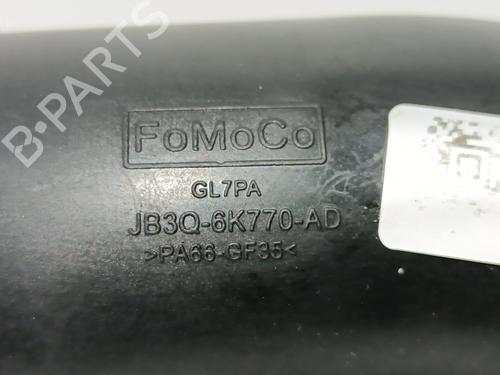 B-PARTS
FoMoCo
GL7PA
JB3Q-6K770-AD
>PA66-GF35<